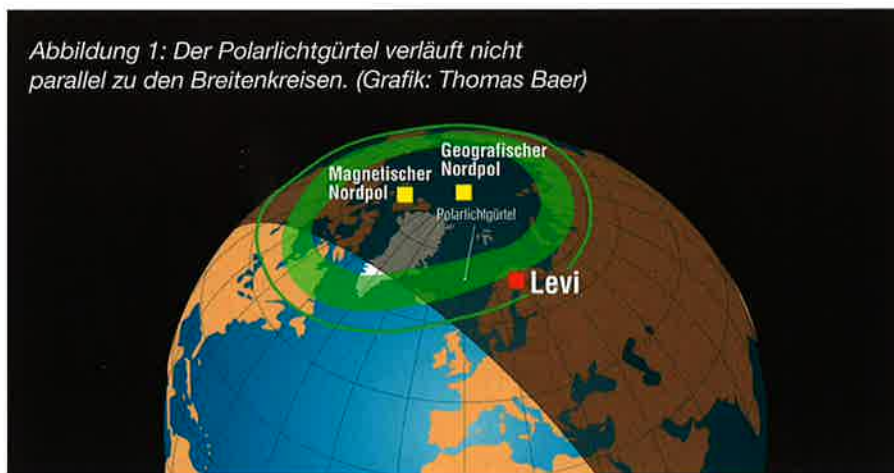 Abbildung 1: Der Polarlichtgürtel verläuft nicht
parallel zu den Breitenkreisen. (Grafik: Thomas Baer)
Geografischer
Nordpol
Magnetischer
Nordpol
Polarlichtgürtel
Levi